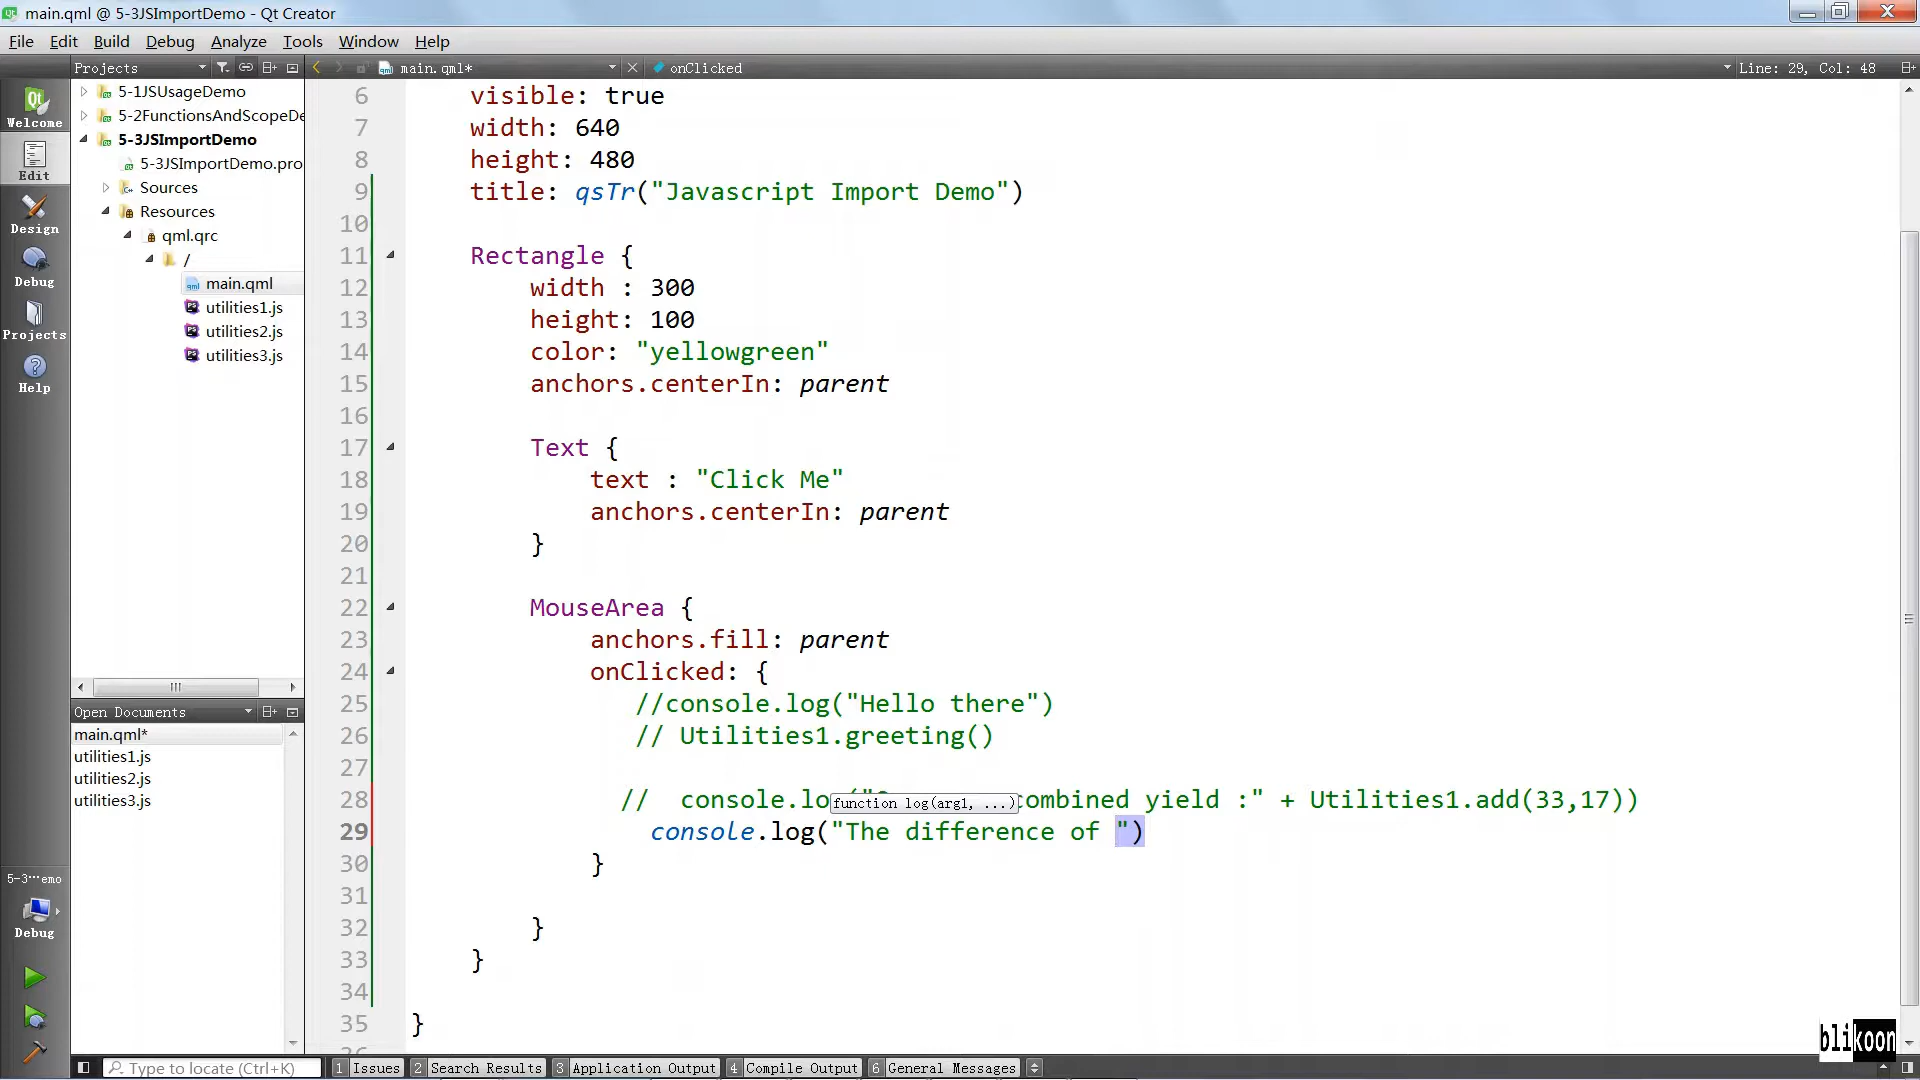 main.qml @ 5-3JSImportDemo - Qt Creator
File Edit Build Debug Analyze Tools Window Help
Projects main.qml* onClicked Line: 29, Col: 48
Welcome
Edit
Design
Debug
Projects
Help
5-1JSUsageDemo
5-2FunctionsAndScopeDe
5-3JSImportDemo
5-3JSImportDemo.pro
Sources
Resources
qml.qrc
/
main.qml
utilities1.js
utilities2.js
utilities3.js
Open Documents
main.qml*
utilities1.js
utilities2.js
utilities3.js
5-3···emo
Debug
6 visible: true
7 width: 640
8 height: 480
9 title: qsTr("Javascript Import Demo")
10
11 Rectangle {
12 width : 300
13 height: 100
14 color: "yellowgreen"
15 anchors.centerIn: parent
16
17 Text {
18 text : "Click Me"
19 anchors.centerIn: parent
20 }
21
22 MouseArea {
23 anchors.fill: parent
24 onClicked: {
25 //console.log("Hello there")
26 // Utilities1.greeting()
27
28 // console.lo function log(arg1, ...) combined yield :" + Utilities1.add(33,17))
29 console.log("The difference of ")
30 }
31
32 }
33 }
34
35 }
blikoon
Type to locate (Ctrl+K) 1 Issues 2 Search Results 3 Application Output 4 Compile Output 6 General Messages